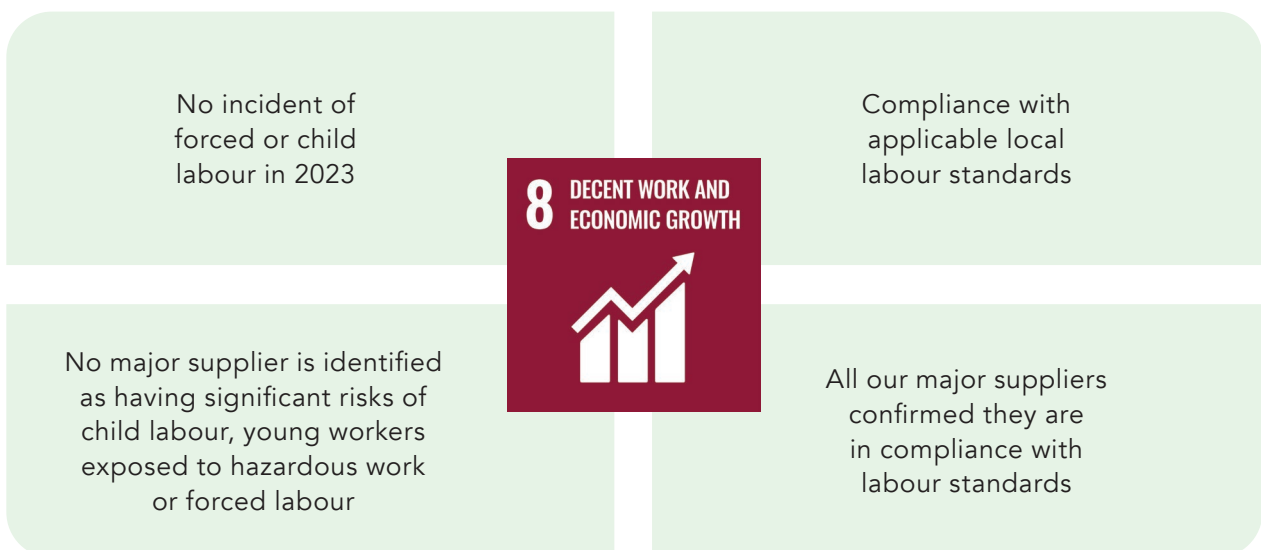 No incident of
forced or child
labour in 2023
Compliance with
applicable local
labour standards
8 DECENT WORK AND
ECONOMIC GROWTH
No major supplier is identified
as having significant risks of
child labour, young workers
exposed to hazardous work
or forced labour
All our major suppliers
confirmed they are
in compliance with
labour standards